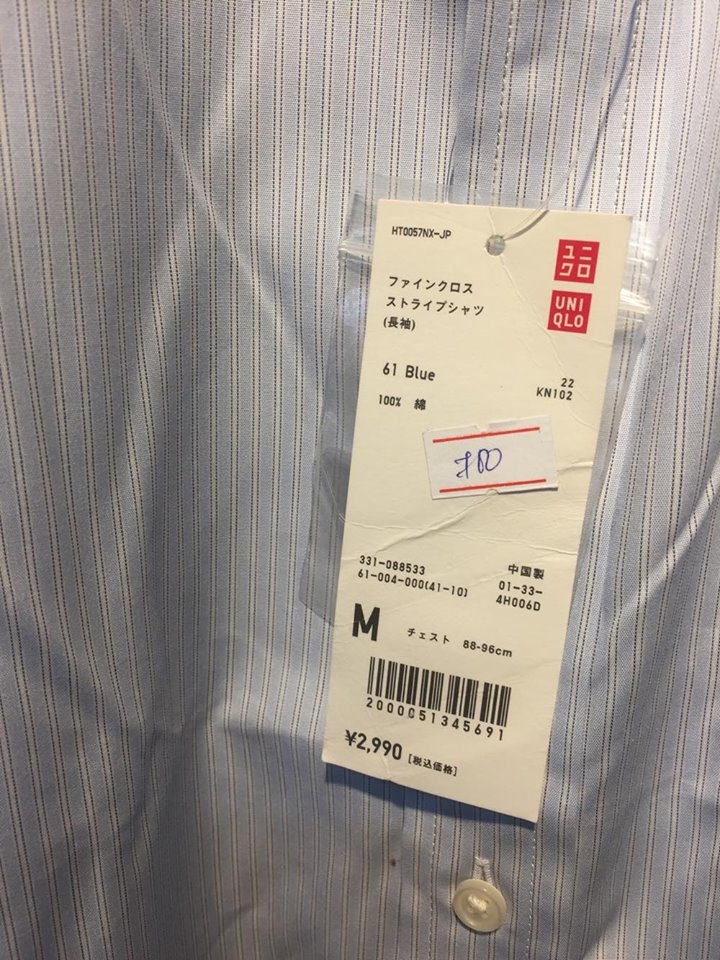 HT0057NX-JP
ユニ
クロ
UNI
QLO
ファインクロス
ストライプシャツ
(長袖)
61 Blue
22
KN102
100% 綿
331-088533
61-004-000(41-10)
中国製
01-33-
4H006D
M チェスト 88-96cm
2000051345691
¥2,990 [税込価格]